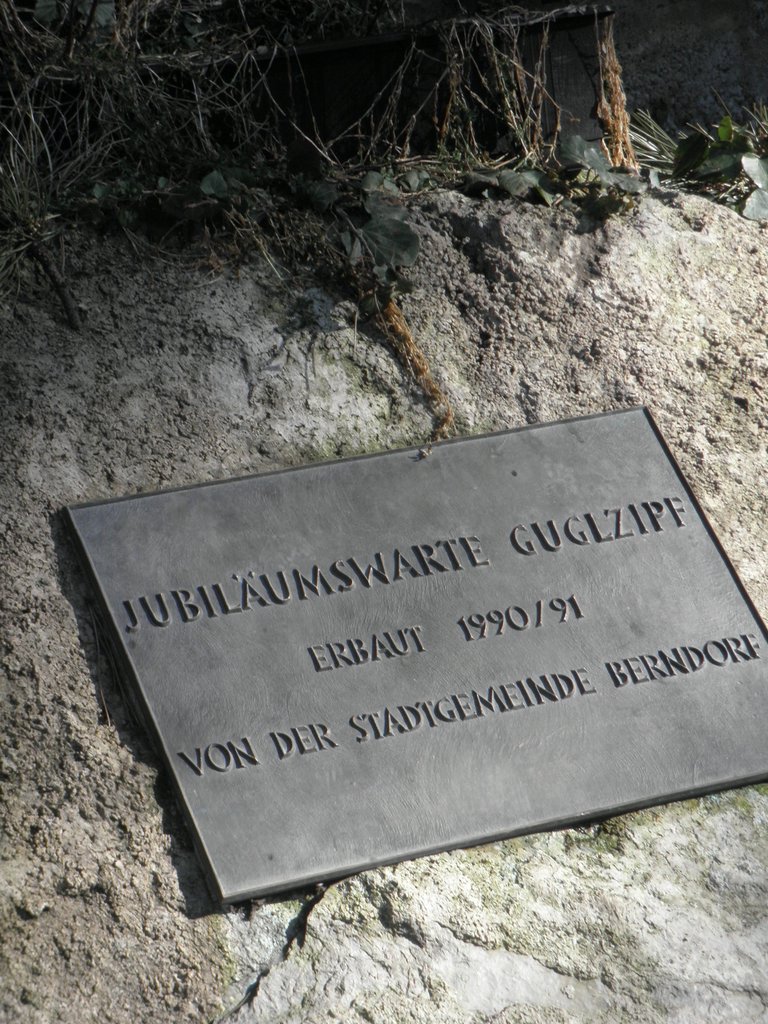 JUBILÄUMSWARTE GUGLZIPF
ERBAUT 1990/91
VON DER STADTGEMEINDE BERNDORF